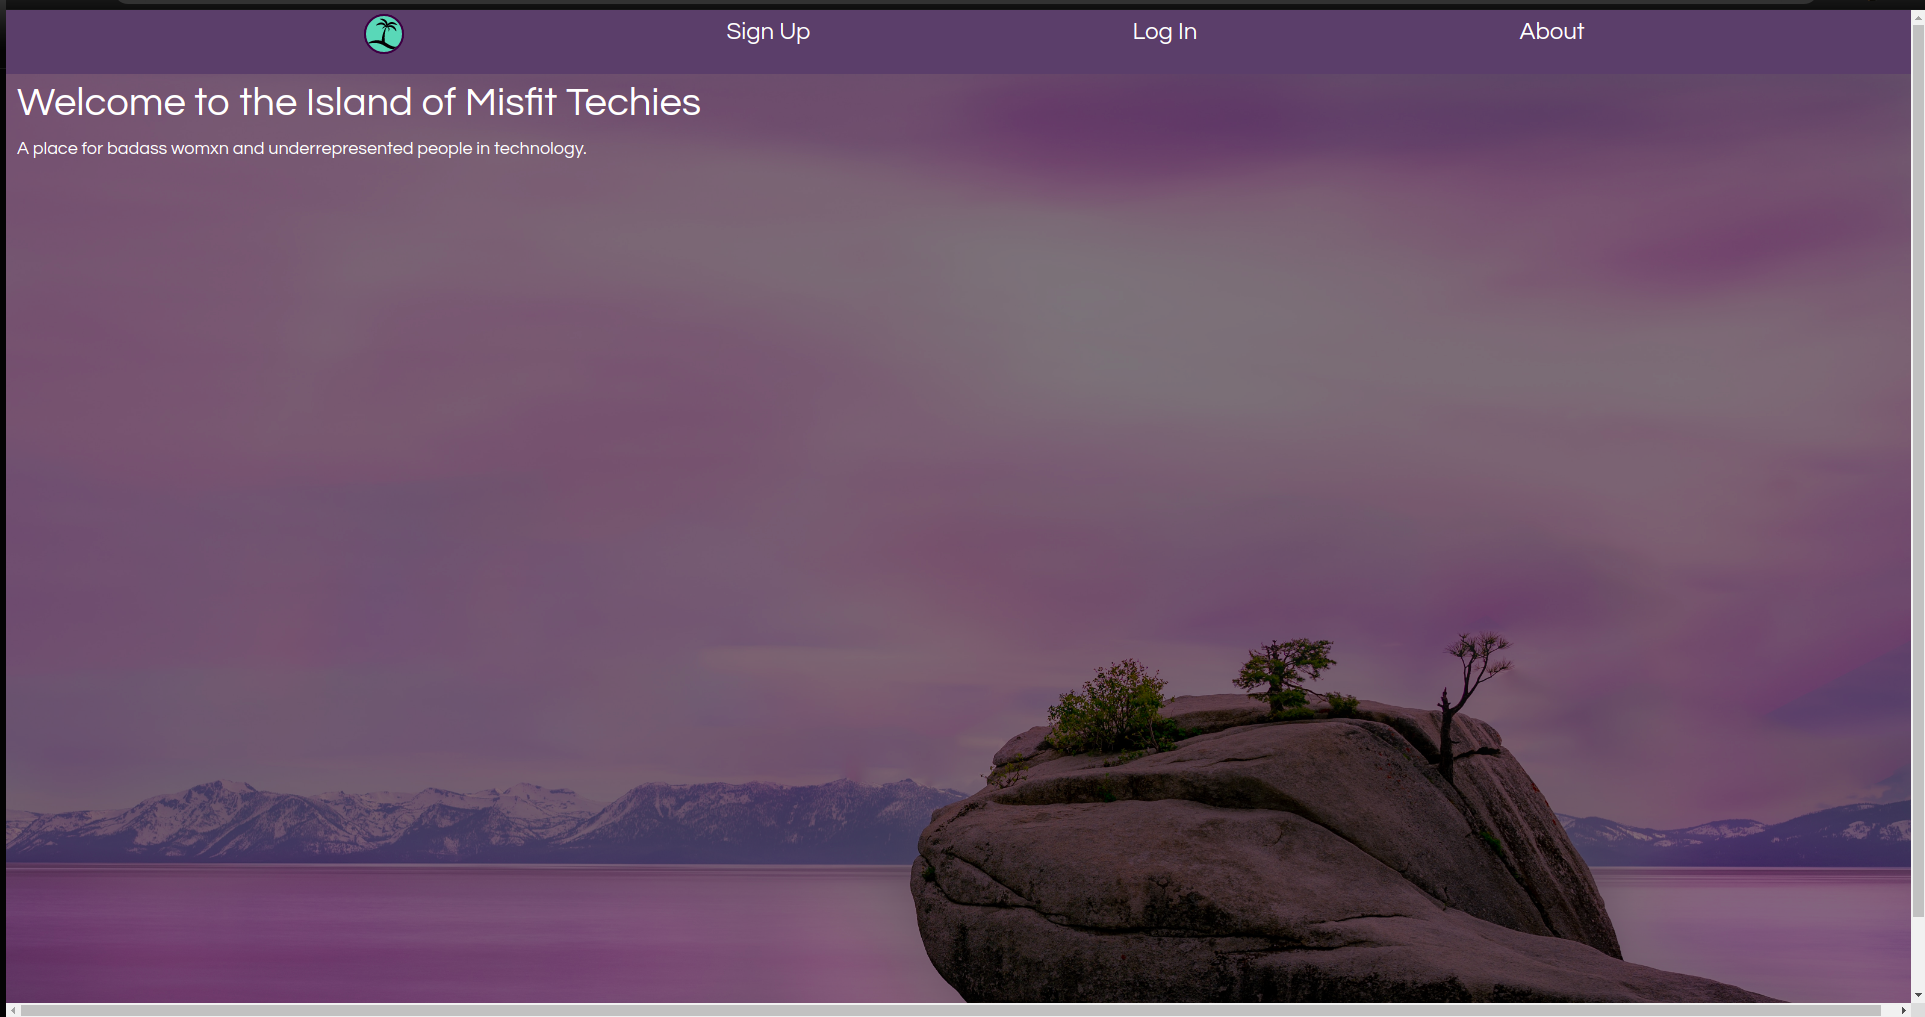 Sign Up
Log In
About
Welcome to the Island of Misfit Techies
A place for badass womxn and underrepresented people in technology.